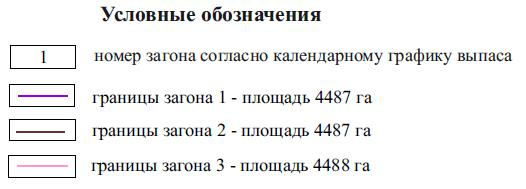 Условные обозначения
1 номер загона согласно календарному графику выпаса
границы загона 1 - площадь 4487 га
границы загона 2 - площадь 4487 га
границы загона 3 - площадь 4488 га